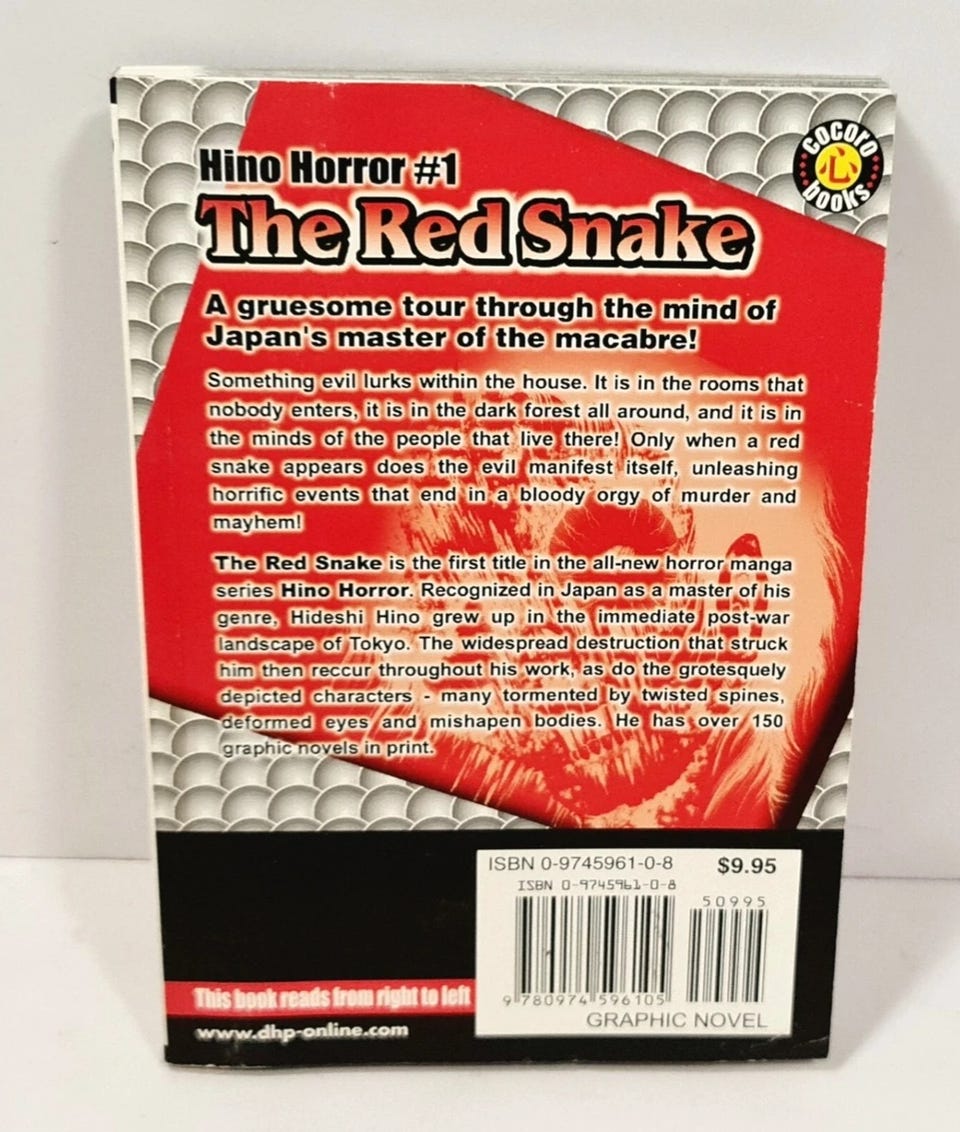 Hino Horror #1
cocoro
心
books
The Red Snake
A gruesome tour through the mind of
Japan's master of the macabre!
Something evil lurks within the house. It is in the rooms that
nobody enters, it is in the dark forest all around, and it is in
the minds of the people that live there! Only when a red
snake appears does the evil manifest itself, unleashing
horrific events that end in a bloody orgy of murder and
mayhem!
The Red Snake is the first title in the all-new horror manga
series Hino Horror. Recognized in Japan as a master of his
genre, Hideshi Hino grew up in the immediate post-war
landscape of Tokyo. The widespread destruction that struck
him then reccur throughout his work, as do the grotesquely
depicted characters - many tormented by twisted spines,
deformed eyes and mishapen bodies. He has over 150
graphic novels in print.
ISBN 0-9745961-0-8 $9.95
ISBN 0-9745961-0-8
50995
9 780974 596105
GRAPHIC NOVEL
This book reads from right to left
www.dhp-online.com